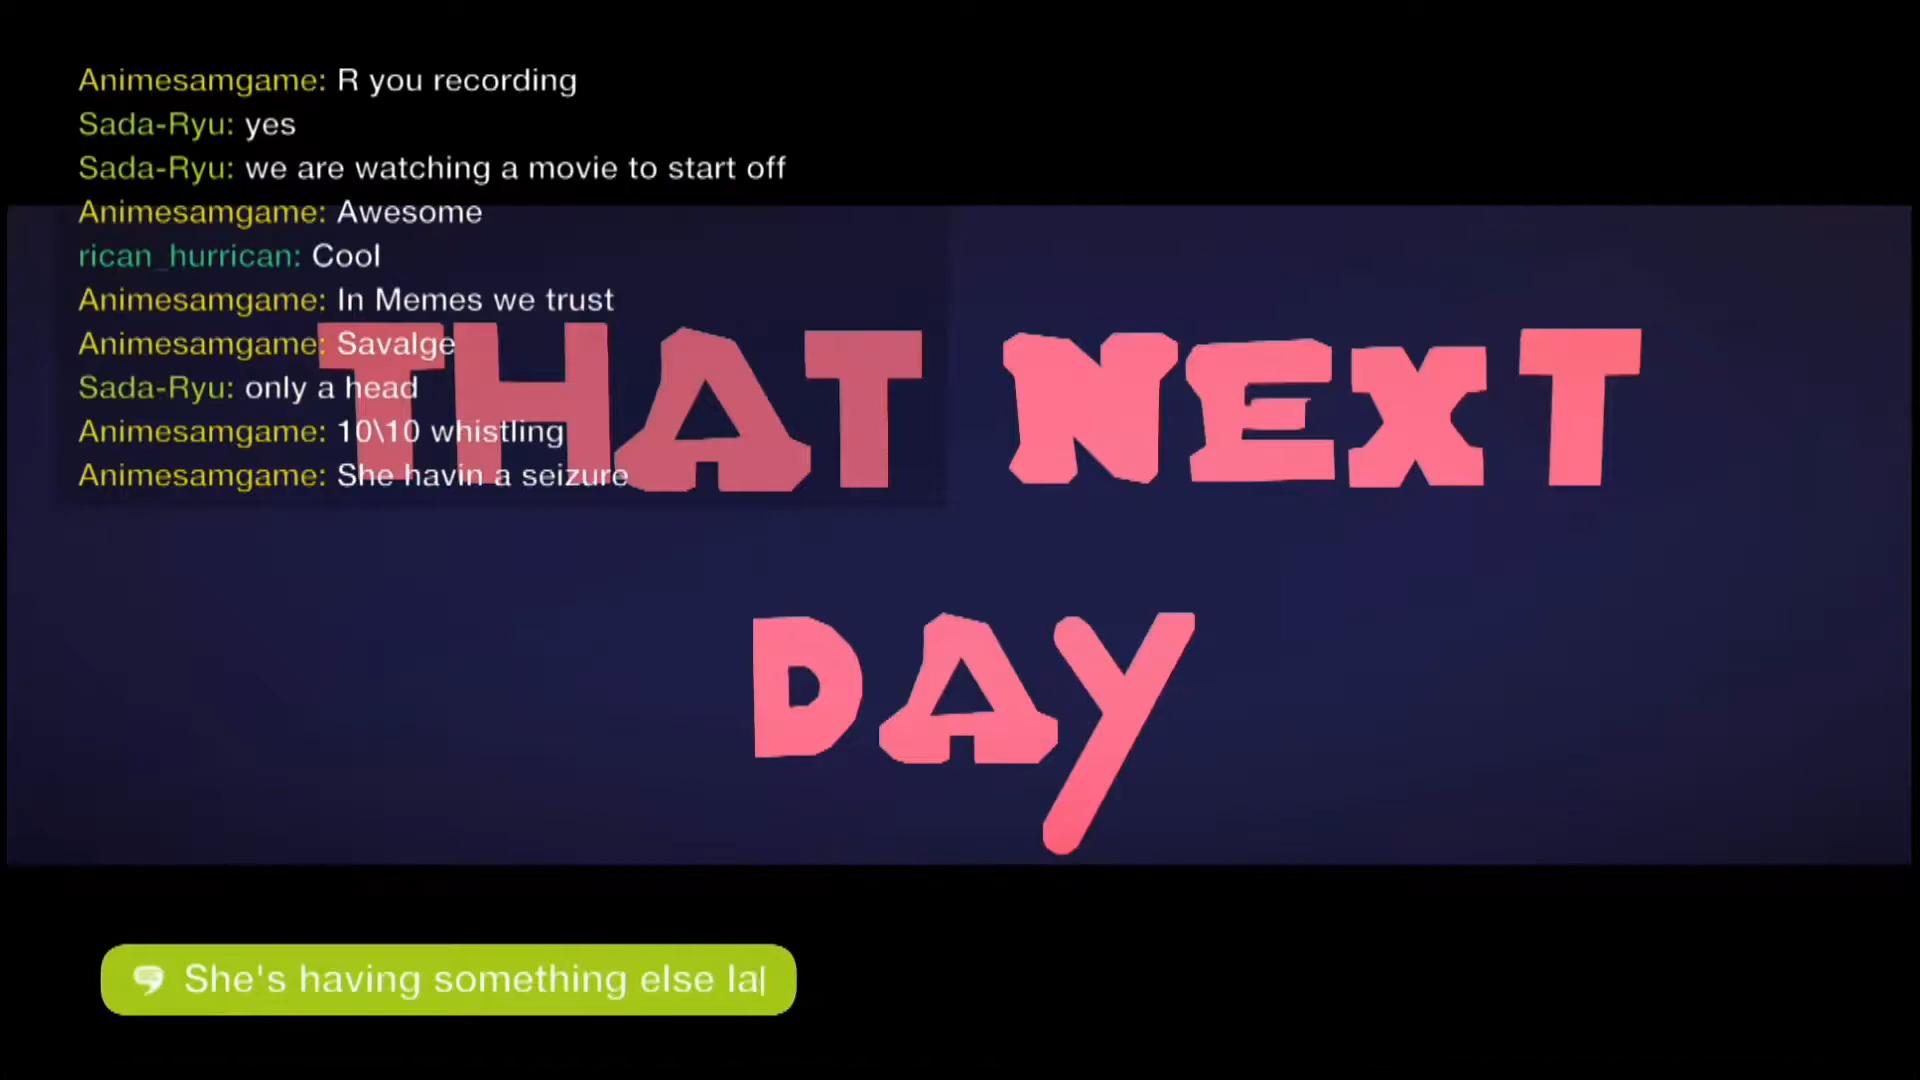 Animesamgame: R you recording
Sada-Ryu: yes
Sada-Ryu: we are watching a movie to start off
Animesamgame: Awesome
rican_hurrican: Cool
Animesamgame: In Memes we trust
Animesamgame: Savalge
Sada-Ryu: only a head
Animesamgame: 10\10 whistling
Animesamgame: She havin a seizure
THAT NEXT
DAY
She's having something else la